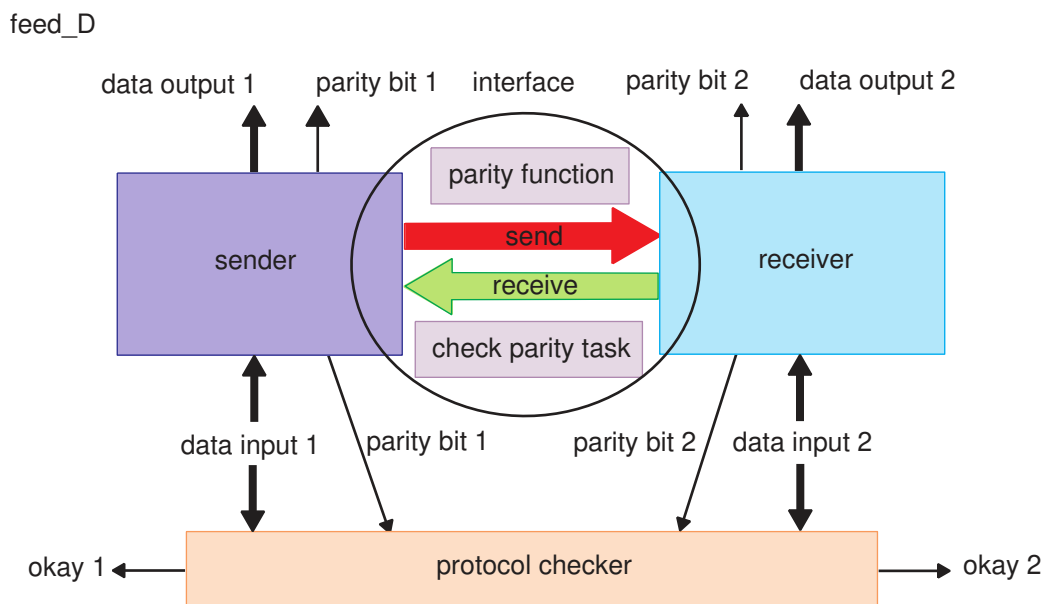 feed_D
data output 1
parity bit 1
interface
parity bit 2
data output 2
parity function
send
sender
receiver
receive
check parity task
data input 1
parity bit 1
parity bit 2
data input 2
okay 1
protocol checker
okay 2